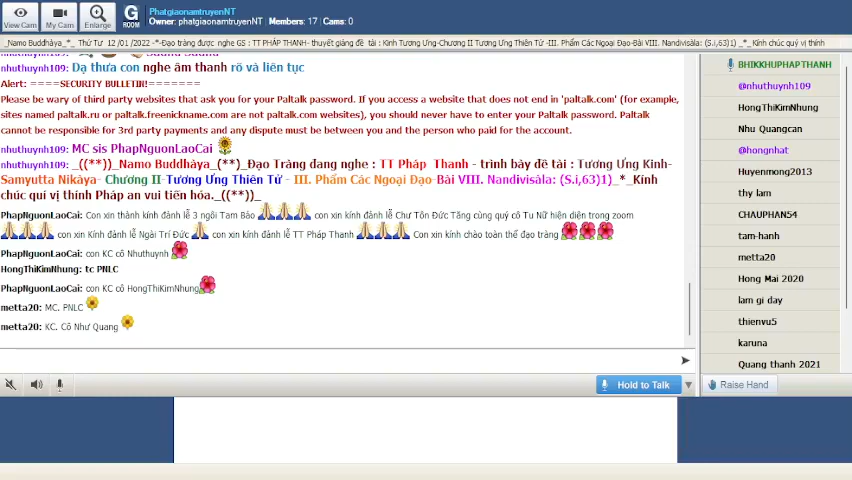 View Cam
My Cam
Enlarge
G
ROOM
PhatgiaonamtruyenNT
Owner: phatgiaonamtruyenNT | Members: 17 | Cams: 0
_Namo Buddhàya_*_ Thứ Tư 12 /01 /2022 -*-Đạo tràng được nghe GS : TT PHÁP THANH- thuyết giảng đề tài : Kinh Tương Ưng-Chương II Tương Ưng Thiên Tử -III. Phẩm Các Ngoại Đạo-Bài VIII. Nandivisàla: (S.i,63)1) _*_Kính chúc quý vị thính
nhuthuynh109: Dạ thưa con nghe âm thanh rõ và liên tục
Alert: ====SECURITY BULLETIN!=======
Please be wary of third party websites that ask you for your Paltalk password. If you access a website that does not end in 'paltalk.com' (for example,
sites named paltalk.ru or paltalk.freenickname.com are not paltalk.com websites), you should never have to enter your Paltalk password. Paltalk
cannot be responsible for 3rd party payments and any dispute must be between you and the person who paid for the account.
nhuthuynh109: MC sis PhapNguonLaoCai
nhuthuynh109: _((**))_Namo Buddhàya_(**)_Đạo Tràng đang nghe : TT Pháp Thanh - trình bày đề tài : Tương Ưng Kinh-
Samyutta Nikàya- Chương II-Tương Ưng Thiên Tử - III. Phẩm Các Ngoại Đạo-Bài VIII. Nandivisàla: (S.i,63)1)_*_Kính
chúc quí vị thính Pháp an vui tiến hóa._((**))_
PhapNguonLaoCai: Con xin thành kính đảnh lễ 3 ngôi Tam Bảo con xin kính đảnh lễ Chư Tôn Đức Tăng cùng quý cô Tu Nữ hiện diện trong zoom
con xin Kính đảnh lễ Ngài Trí Đức con xin kính đảnh lễ TT Pháp Thanh Con xin kính chào toàn thể đạo tràng
PhapNguonLaoCai: con KC cô Nhuthuynh
HongThiKimNhung: tc PNLC
PhapNguonLaoCai: con KC cô HongThiKimNhung
metta20: MC. PNLC
metta20: KC. Cô Như Quang
Hold to Talk
BHIKKHUPHAPTHANH
@nhuthuynh109
HongThiKimNhung
Nhu Quangcan
@hongnhat
Huyenmong2013
thy lam
CHAUPHAN54
tam-hanh
metta20
Hong Mai 2020
lam gi day
thienvu5
karuna
Quang thanh 2021
Raise Hand